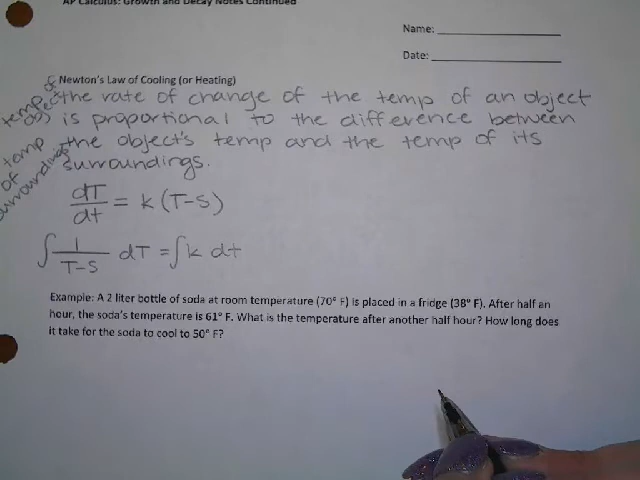 AP Calculus: Growth and Decay Notes Continued
Name:
Date:
Newton's Law of Cooling (or Heating)
the rate of change of the temp of an object
is proportional to the difference between
the object's temp and the temp of its
surroundings.
temp of object
temp of surroundings
dT/dt = k(T-S)
∫ 1/(T-S) dT = ∫ k dt
Example: A 2 liter bottle of soda at room temperature (70° F) is placed in a fridge (38° F). After half an
hour, the soda's temperature is 61° F. What is the temperature after another half hour? How long does
it take for the soda to cool to 50° F?